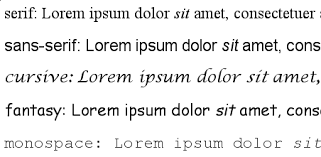 serif: Lorem ipsum dolor sit amet, consectetuer
sans-serif: Lorem ipsum dolor sit amet, cons
cursive: Lorem ipsum dolor sit amet,
fantasy: Lorem ipsum dolor sit amet, conse
monospace: Lorem ipsum dolor sit